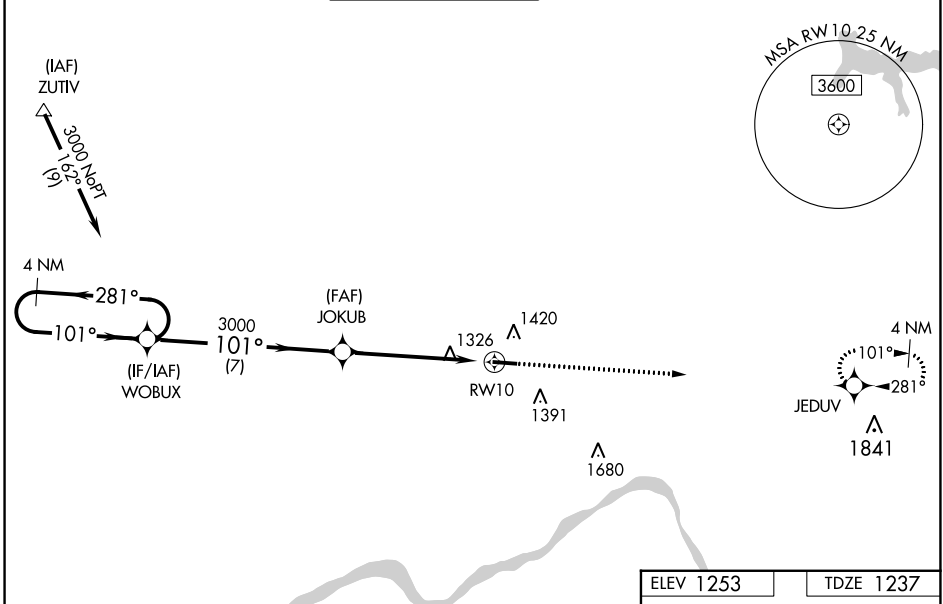 MSA RW10 25 NM
3600
(IAF)
ZUTIV
3000 NoPT
162°
(9)
4 NM
281°
101°
(IF/IAF)
WOBUX
3000
101°
(7)
(FAF)
JOKUB
1326
1420
RW10
1391
1680
4 NM
101°
281°
JEDUV
1841
ELEV 1253
TDZE 1237